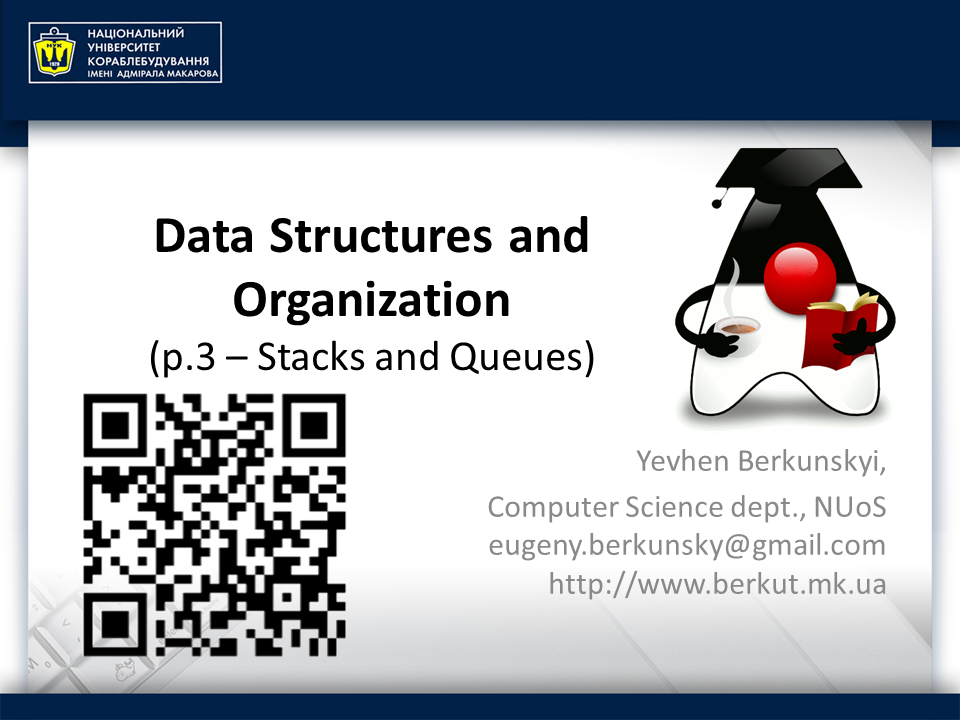 НАЦІОНАЛЬНИЙ
УНІВЕРСИТЕТ
КОРАБЛЕБУДУВАННЯ
ІМЕНІ АДМІРАЛА МАКАРОВА
НУК
1920
Data Structures and
Organization
(p.3 – Stacks and Queues)
Yevhen Berkunskyi,
Computer Science dept., NUoS
eugeny.berkunsky@gmail.com
http://www.berkut.mk.ua